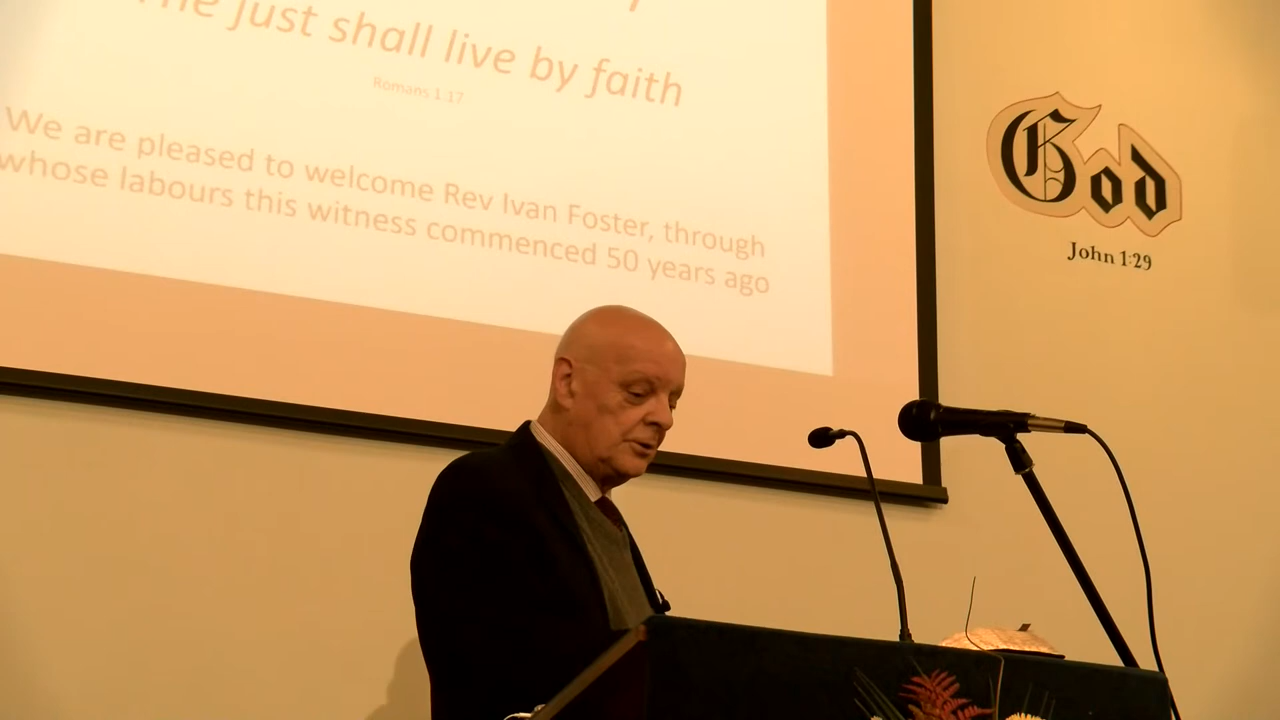 The just shall live by faith
Romans 1:17
We are pleased to welcome Rev Ivan Foster, through
whose labours this witness commenced 50 years ago
God
John 1:29